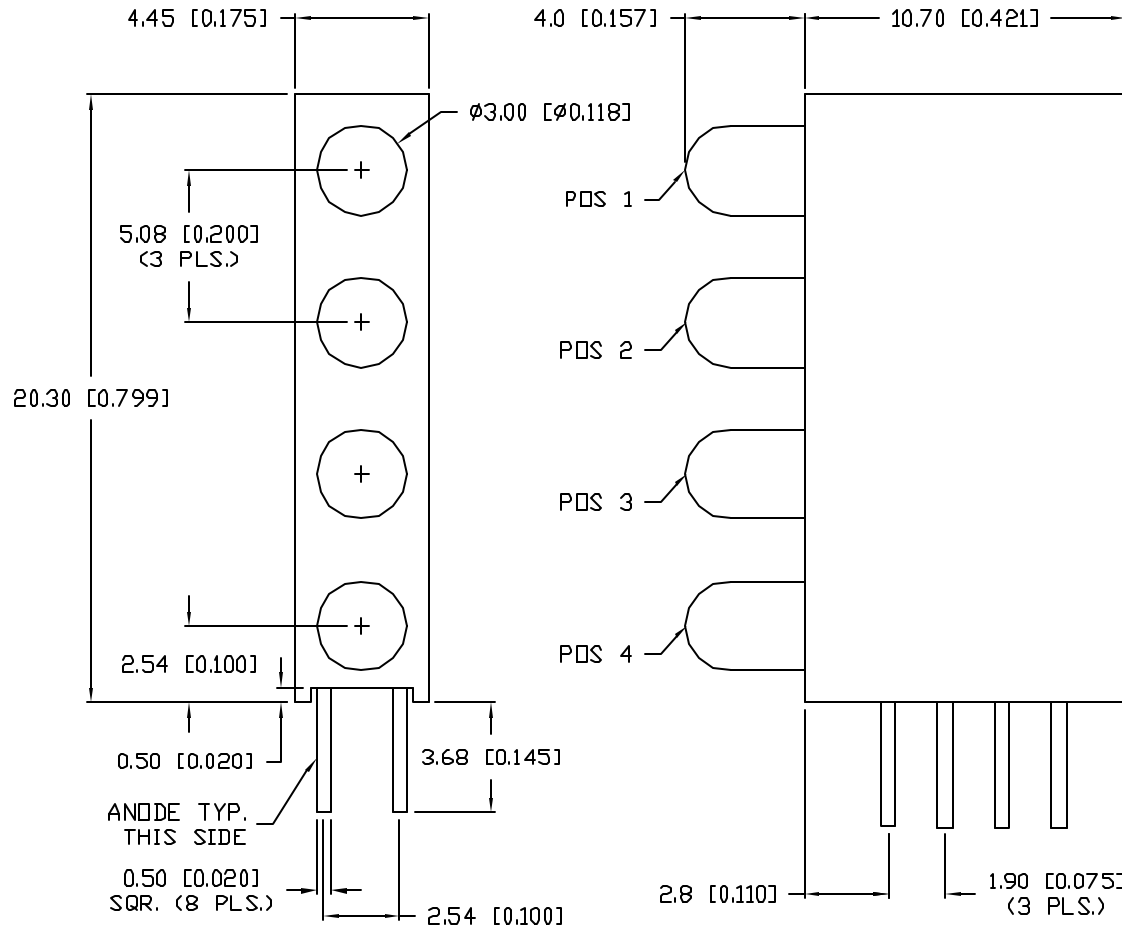 4.45 [0.175]
4.0 [0.157]
10.70 [0.421]
Ø3.00 [Ø0.118]
POS 1
5.08 [0.200]
(3 PLS.)
POS 2
20.30 [0.799]
POS 3
POS 4
2.54 [0.100]
0.50 [0.020]
3.68 [0.145]
ANODE TYP.
THIS SIDE
0.50 [0.020]
SQR. (8 PLS.)
2.54 [0.100]
2.8 [0.110]
1.90 [0.075]
(3 PLS.)